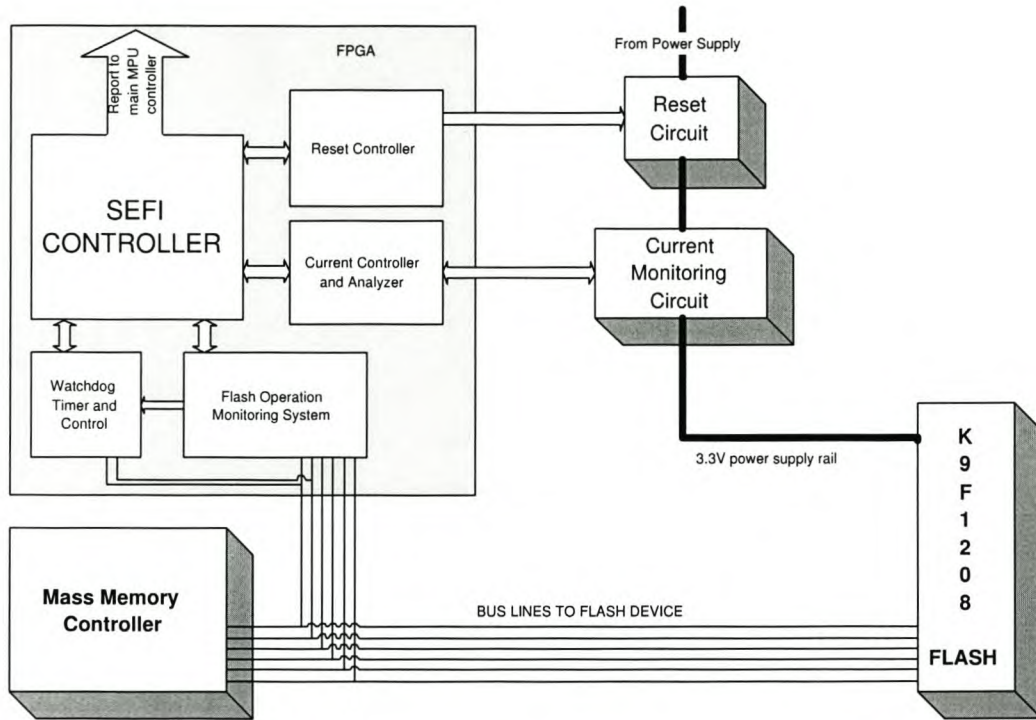 FPGA
From Power Supply
Report to
main MPU
controller
Reset Controller
Reset
Circuit
SEFI
CONTROLLER
Current Controller
and Analyzer
Current
Monitoring
Circuit
Watchdog
Timer and
Control
Flash Operation
Monitoring System
3.3V power supply rail
K
9
F
1
2
0
8
FLASH
Mass Memory
Controller
BUS LINES TO FLASH DEVICE